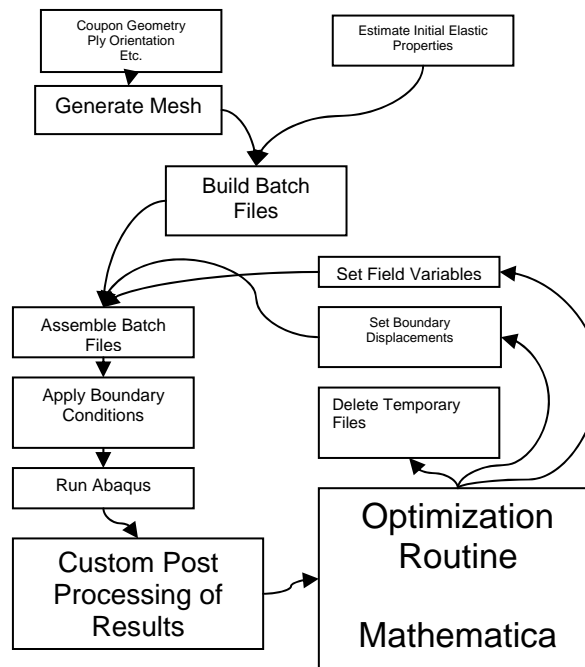 Coupon Geometry
Ply Orientation
Etc.
Estimate Initial Elastic
Properties
Generate Mesh
Build Batch
Files
Set Field Variables
Assemble Batch
Files
Set Boundary
Displacements
Apply Boundary
Conditions
Delete Temporary
Files
Run Abaqus
Custom Post
Processing of
Results
Optimization
Routine
Mathematica